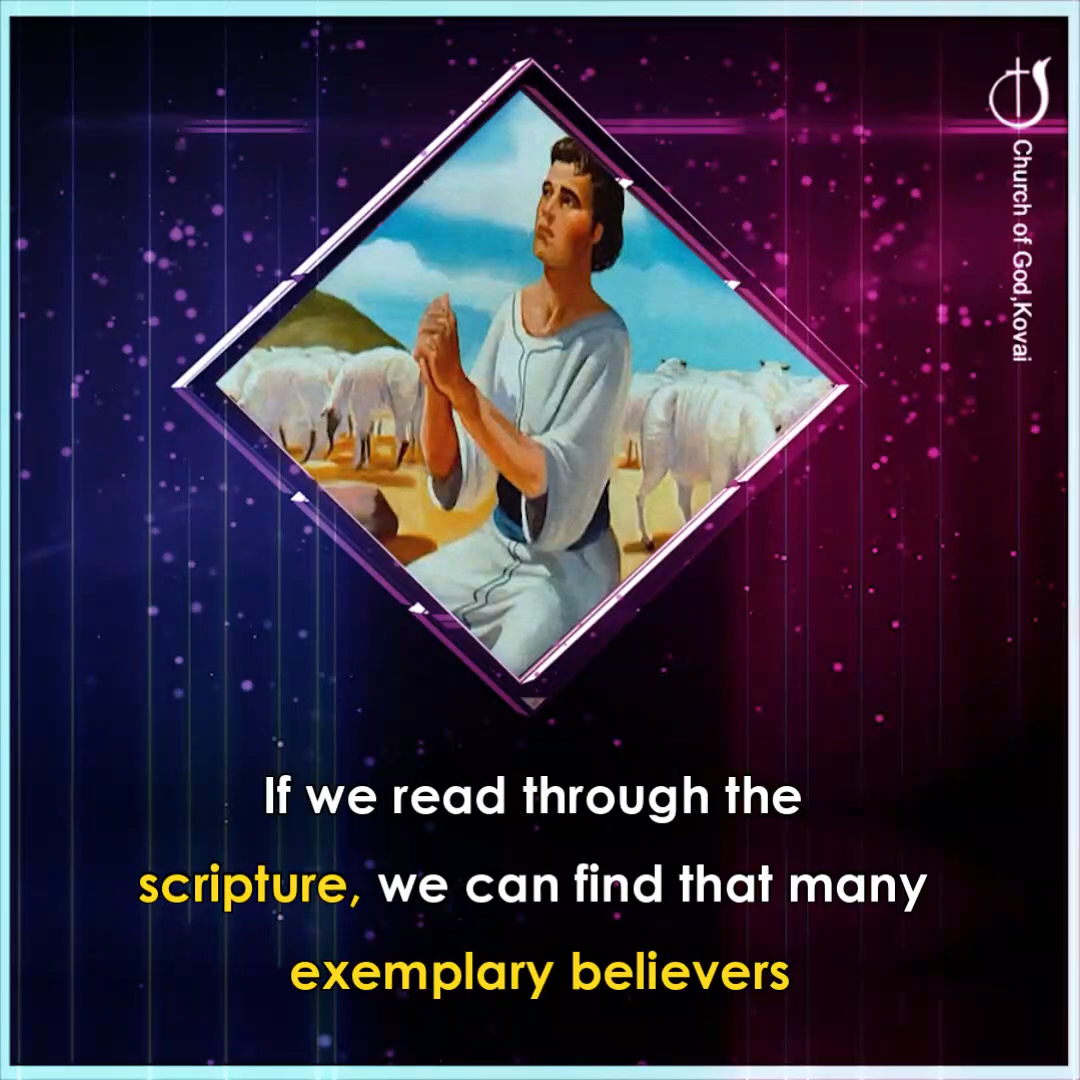 Church of God,Kovai
If we read through the
scripture, we can find that many
exemplary believers